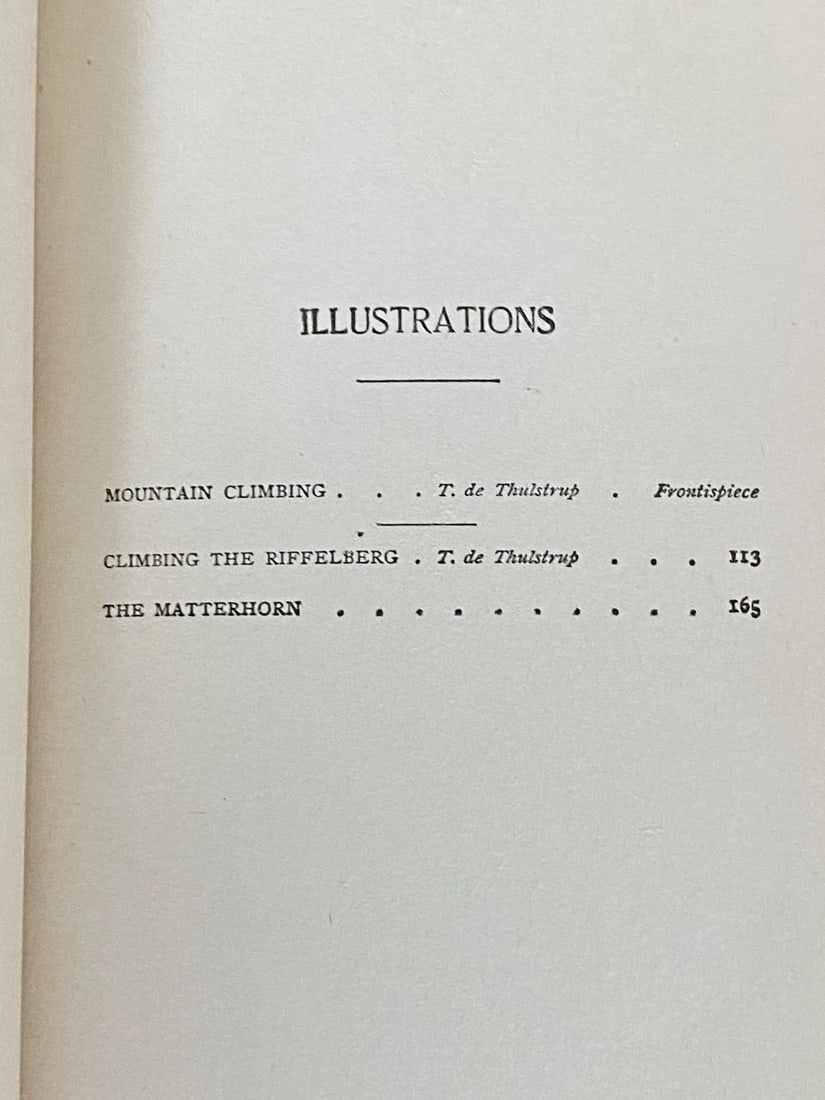 ILLUSTRATIONS
MOUNTAIN CLIMBING . . . T. de Thulstrup . Frontispiece
CLIMBING THE RIFFELBERG . T. de Thulstrup . . . 113
THE MATTERHORN . . . . . . . . . . 165